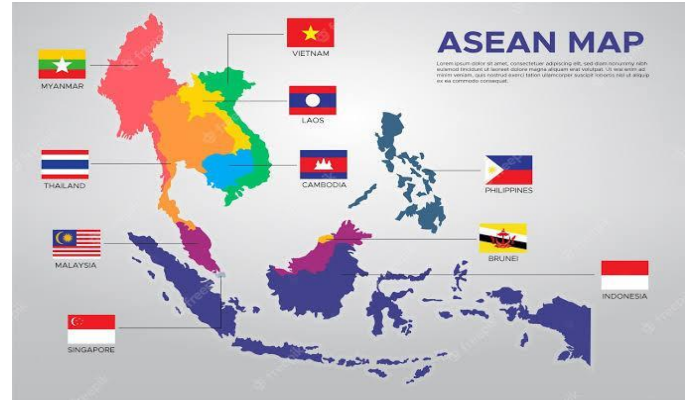 ASEAN MAP
Lorem ipsum dolor sit amet, consectetuer adipiscing elit, sed diam nonummy nibh
euismod tincidunt ut laoreet dolore magna aliquam erat volutpat. Ut wisi enim ad
minim veniam, quis nostrud exerci tation ullamcorper suscipit lobortis nisl ut aliquip
ex ea commodo consequat.
VIETNAM
MYANMAR
LAOS
THAILAND
CAMBODIA
PHILIPPINES
MALAYSIA
BRUNEI
INDONESIA
SINGAPORE